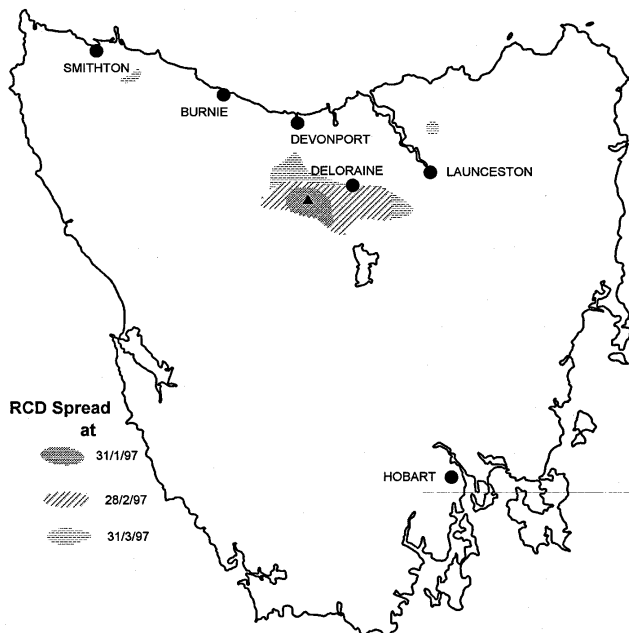 SMITHTON
BURNIE
DEVONPORT
DELORAINE
LAUNCESTON
RCD Spread
at
31/1/97
28/2/97
31/3/97
HOBART